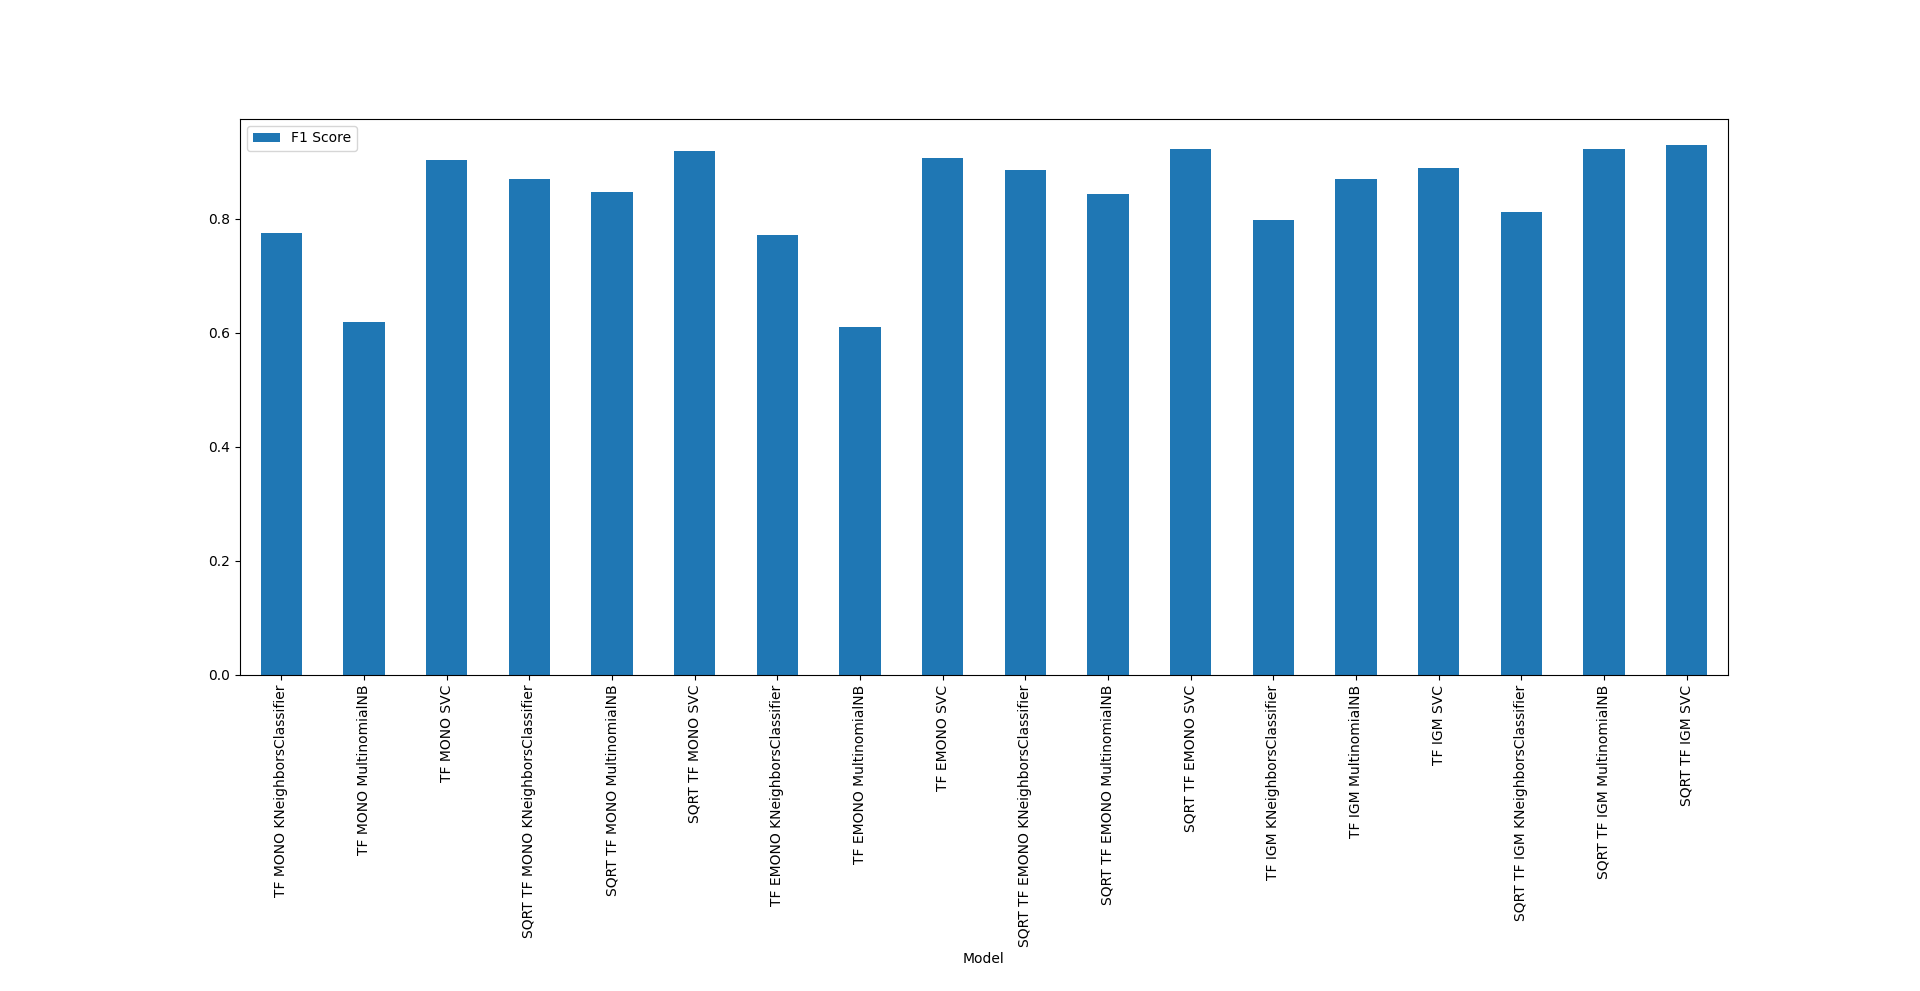 F1 Score
0.8
0.6
0.4
0.2
0.0
TF MONO KNeighborsClassifier
TF MONO MultinomialNB
TF MONO SVC
SQRT TF MONO KNeighborsClassifier
SQRT TF MONO MultinomialNB
SQRT TF MONO SVC
TF EMONO KNeighborsClassifier
TF EMONO MultinomialNB
TF EMONO SVC
SQRT TF EMONO KNeighborsClassifier
SQRT TF EMONO MultinomialNB
SQRT TF EMONO SVC
TF IGM KNeighborsClassifier
TF IGM MultinomialNB
TF IGM SVC
SQRT TF IGM KNeighborsClassifier
SQRT TF IGM MultinomialNB
SQRT TF IGM SVC
Model